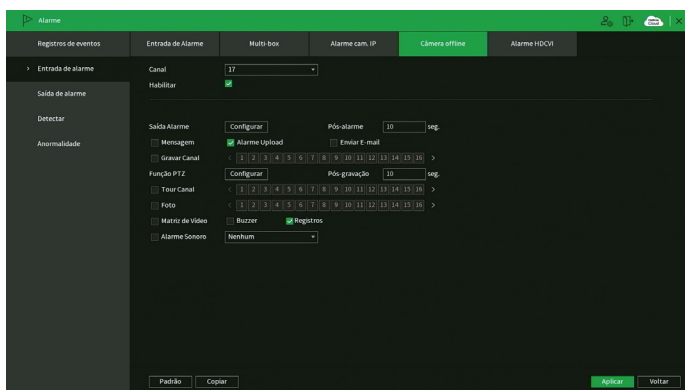 Alarme
Registros de eventos
Entrada de Alarme
Multi-box
Alarme cam. IP
Câmera offline
Alarme HDCVI
> Entrada de alarme
Saída de alarme
Detectar
Anormalidade
Canal 17
Habilitar
Saída Alarme Configurar Pós-alarme 10 seg.
Mensagem Alarme Upload Enviar E-mail
Gravar Canal < 1 2 3 4 5 6 7 8 9 10 11 12 13 14 15 16 >
Função PTZ Configurar Pós-gravação 10 seg.
Tour Canal < 1 2 3 4 5 6 7 8 9 10 11 12 13 14 15 16 >
Foto < 1 2 3 4 5 6 7 8 9 10 11 12 13 14 15 16 >
Matriz de Vídeo Buzzer Registros
Alarme Sonoro Nenhum
Padrão Copiar Aplicar Voltar